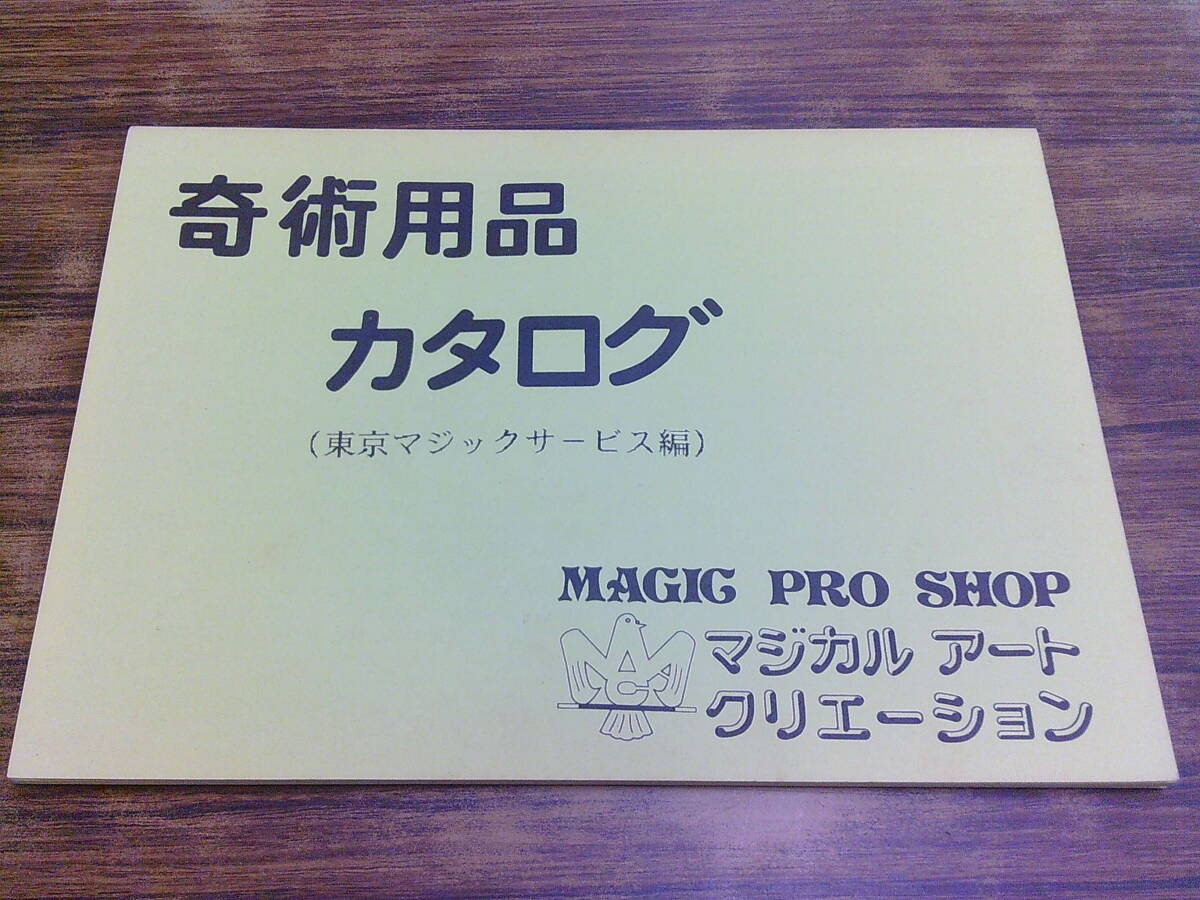 奇術用品
カタログ
(東京マジックサービス編)
MAGIC PRO SHOP
MAC
マジカル アート
クリエーション